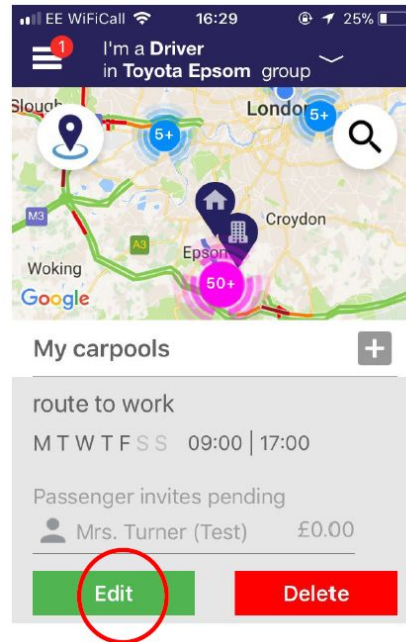 EE WiFiCall 16:29 25%
1
I'm a Driver
in Toyota Epsom group
Slough
London
5+
5+
M3
Croydon
A3
Epsom
Woking
50+
Google
My carpools
route to work
M T W T F S S 09:00 | 17:00
Passenger invites pending
Mrs. Turner (Test) £0.00
Edit Delete